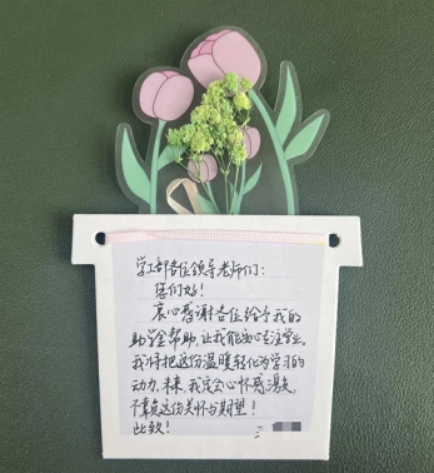 学工部各位领导老师们：
您们好！
衷心感谢各位给予我的
助学金帮助，让我能安心专注学业。
我将把这份温暖转化为学习的
动力，未来，我定会心怀感激，
不辜负这份关怀与期望！
此致！